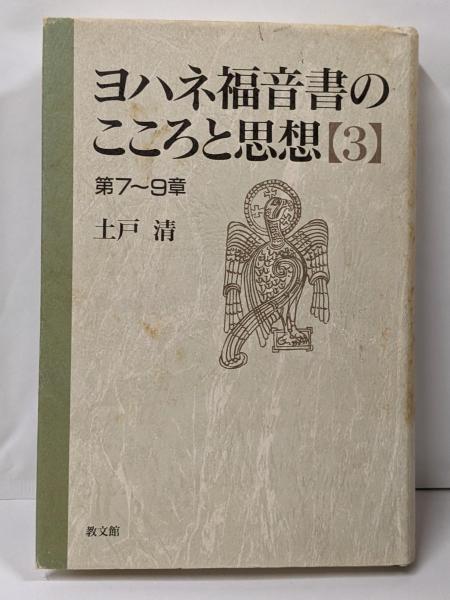 ヨハネ福音書の
こころと思想【3】
第7〜9章
土戸 清
教文館